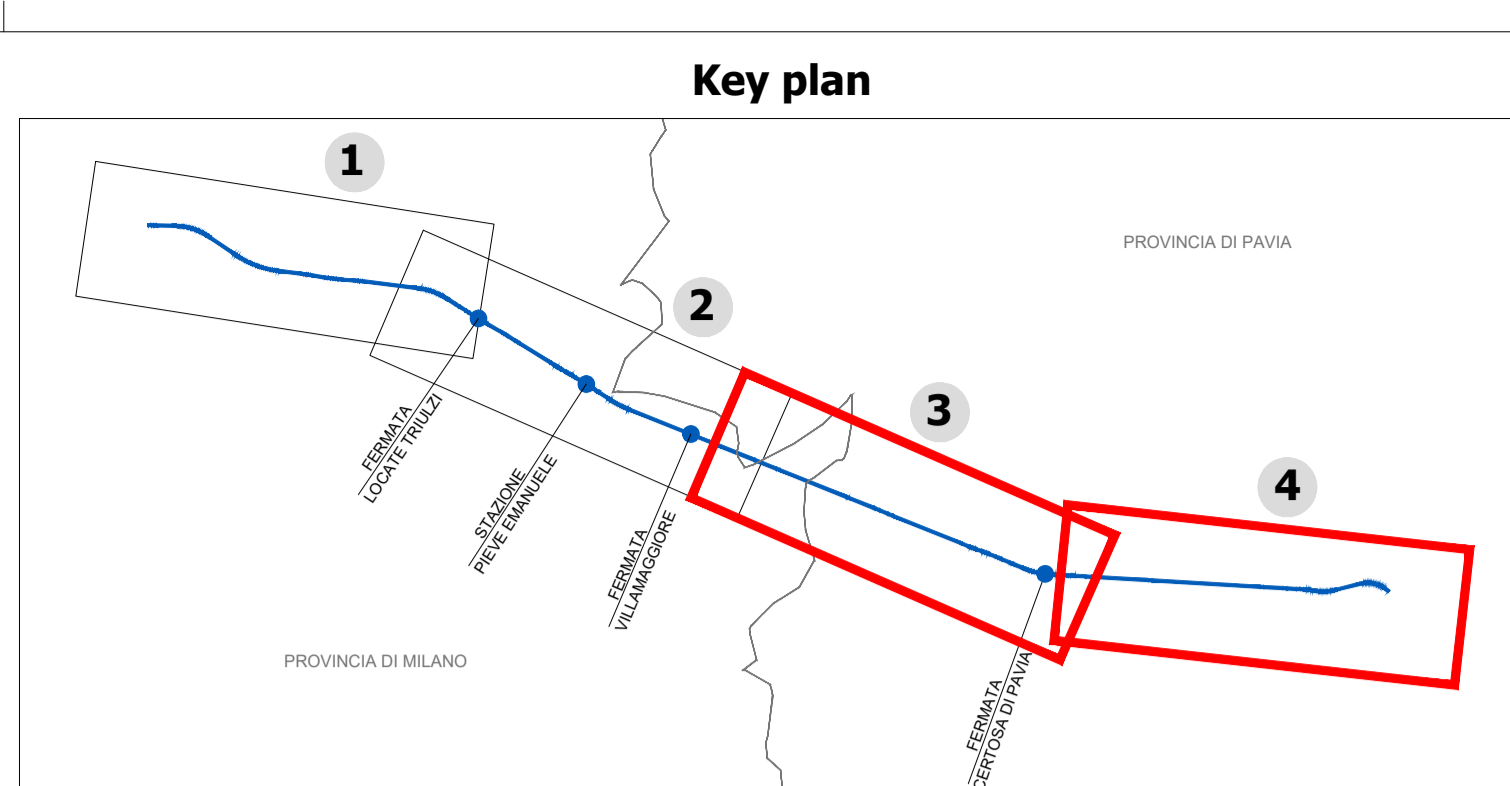 Key plan
1
PROVINCIA DI PAVIA
2
3
FERMATA
LOCATE TRIULZI
STAZIONE
PIEVE EMANUELE
4
FERMATA
VILLAMAGGIORE
PROVINCIA DI MILANO
FERMATA
CERTOSA DI PAVIA